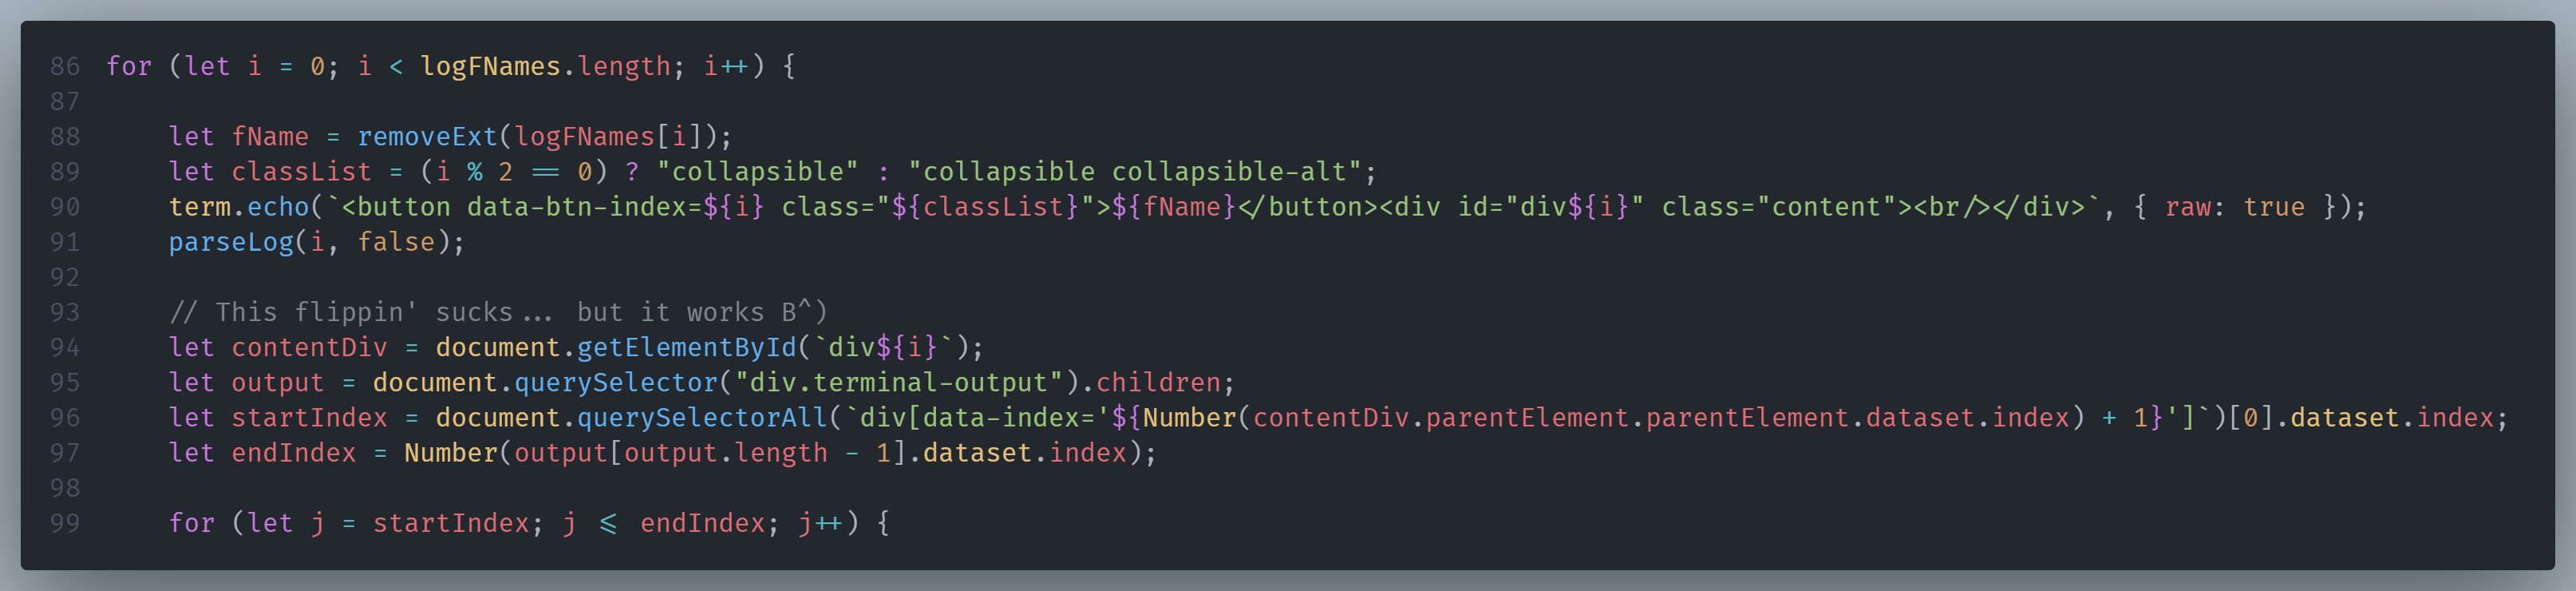 86 for (let i = 0; i < logFNames.length; i++) {
87
88     let fName = removeExt(logFNames[i]);
89     let classList = (i % 2 == 0) ? "collapsible" : "collapsible collapsible-alt";
90     term.echo(`<button data-btn-index=${i} class="${classList}">${fName}</button><div id="div${i}" class="content"><br/></div>`, { raw: true });
91     parseLog(i, false);
92
93     // This flippin' sucks... but it works B^)
94     let contentDiv = document.getElementById(`div${i}`);
95     let output = document.querySelector("div.terminal-output").children;
96     let startIndex = document.querySelectorAll(`div[data-index='${Number(contentDiv.parentElement.parentElement.dataset.index) + 1}']`)[0].dataset.index;
97     let endIndex = Number(output[output.length - 1].dataset.index);
98
99     for (let j = startIndex; j <= endIndex; j++) {